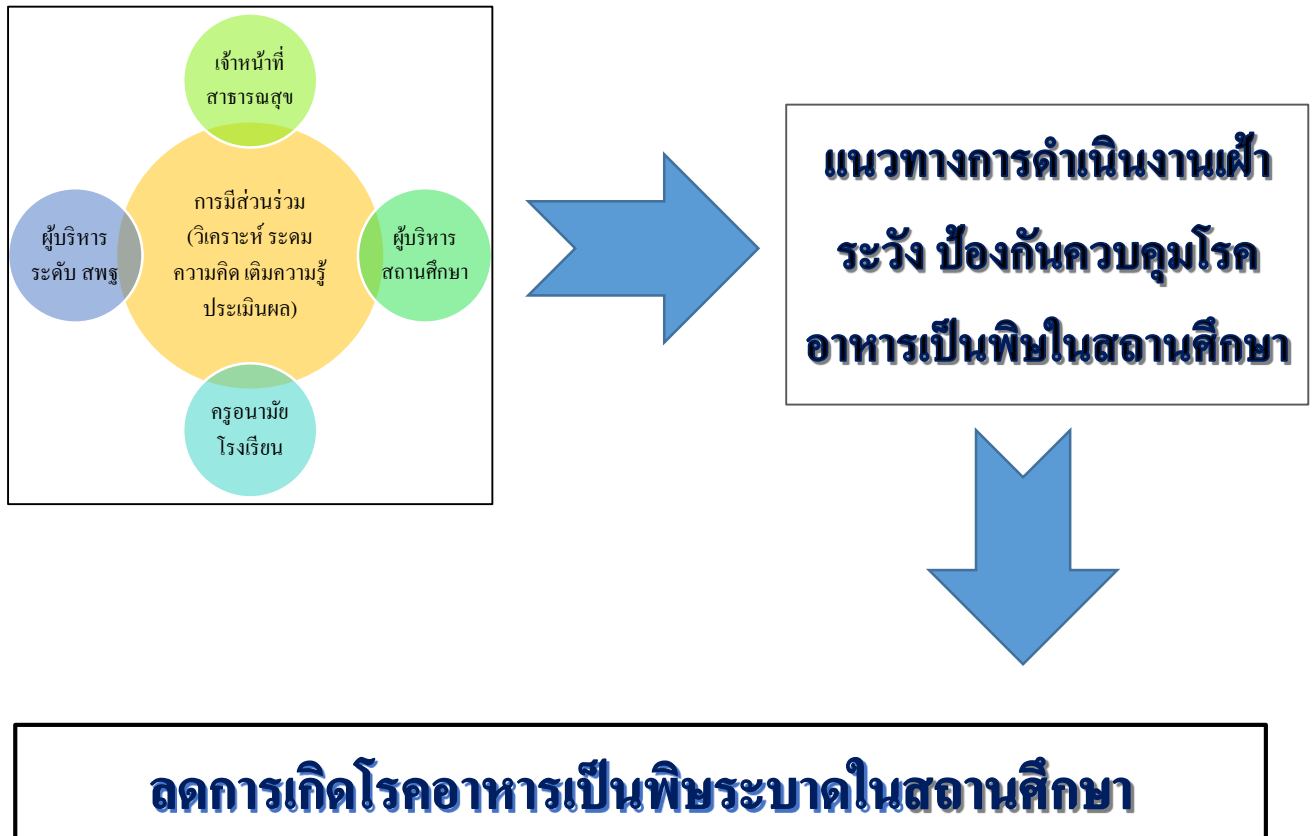 เจ้าหน้าที่
สาธารณสุข
การมีส่วนร่วม
(วิเคราะห์ ระดม
ความคิด เติมความรู้
ประเมินผล)
ผู้บริหาร
ระดับ สพฐ
ผู้บริหาร
สถานศึกษา
ครูอนามัย
โรงเรียน
แนวทางการดำเนินงานเฝ้า
ระวัง ป้องกันควบคุมโรค
อาหารเป็นพิษในสถานศึกษา
ลดการเกิดโรคอาหารเป็นพิษระบาดในสถานศึกษา